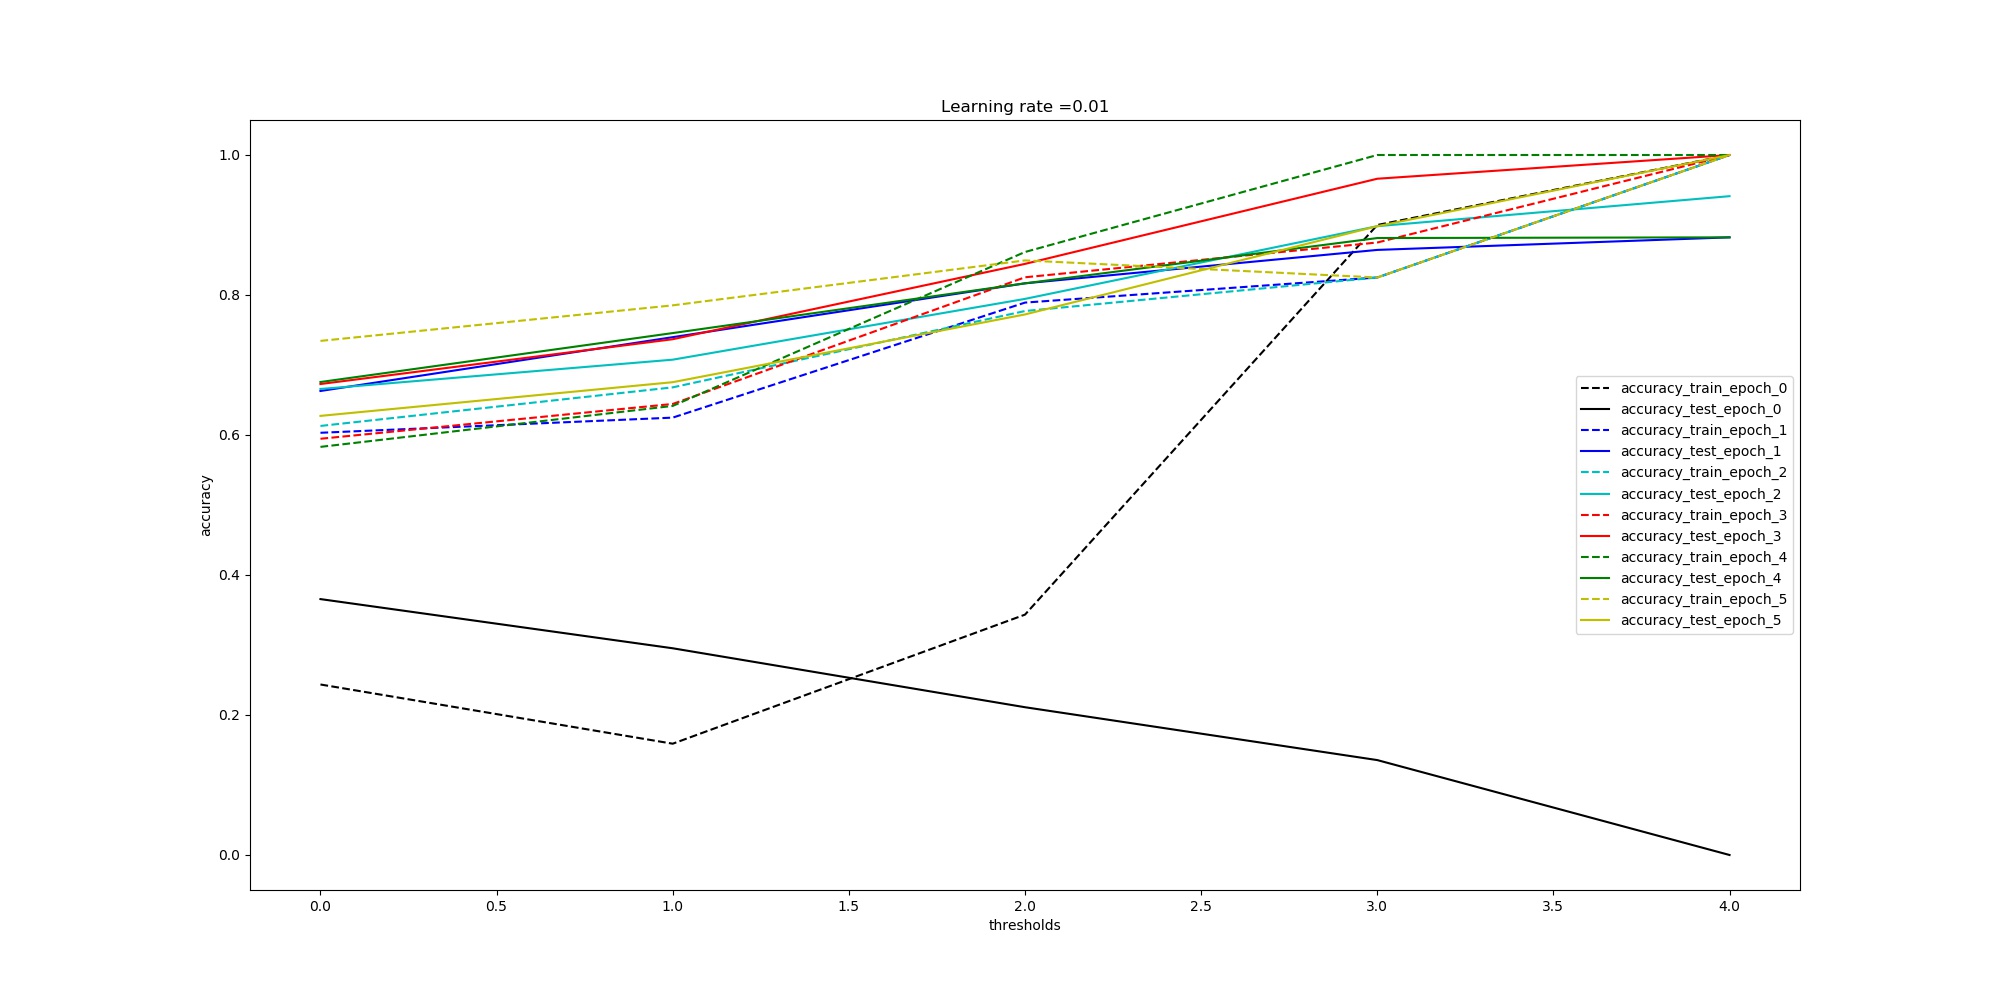 Learning rate =0.01
1.0
0.8
0.6
0.4
0.2
0.0
accuracy
accuracy_train_epoch_0
accuracy_test_epoch_0
accuracy_train_epoch_1
accuracy_test_epoch_1
accuracy_train_epoch_2
accuracy_test_epoch_2
accuracy_train_epoch_3
accuracy_test_epoch_3
accuracy_train_epoch_4
accuracy_test_epoch_4
accuracy_train_epoch_5
accuracy_test_epoch_5
0.0 0.5 1.0 1.5 2.0 2.5 3.0 3.5 4.0
thresholds